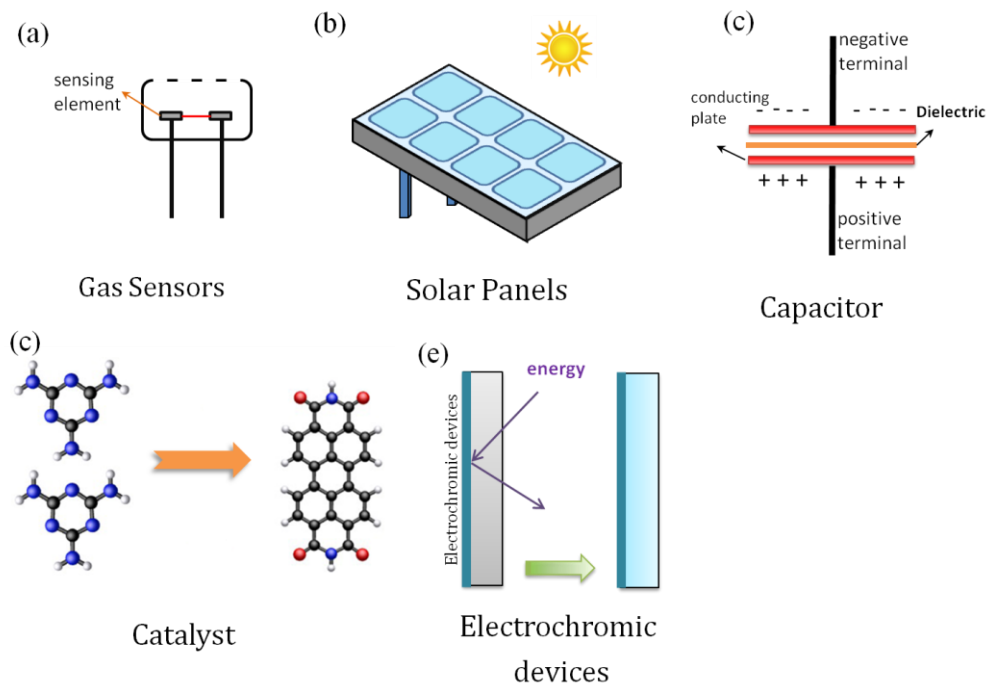 (a)
sensing
element
Gas Sensors
(b)
Solar Panels
(c)
negative
terminal
conducting
plate
- - - -
- - - -
Dielectric
+ + +
+ + +
positive
terminal
Capacitor
(c)
Catalyst
(e)
energy
Electrochromic devices
Electrochromic
devices